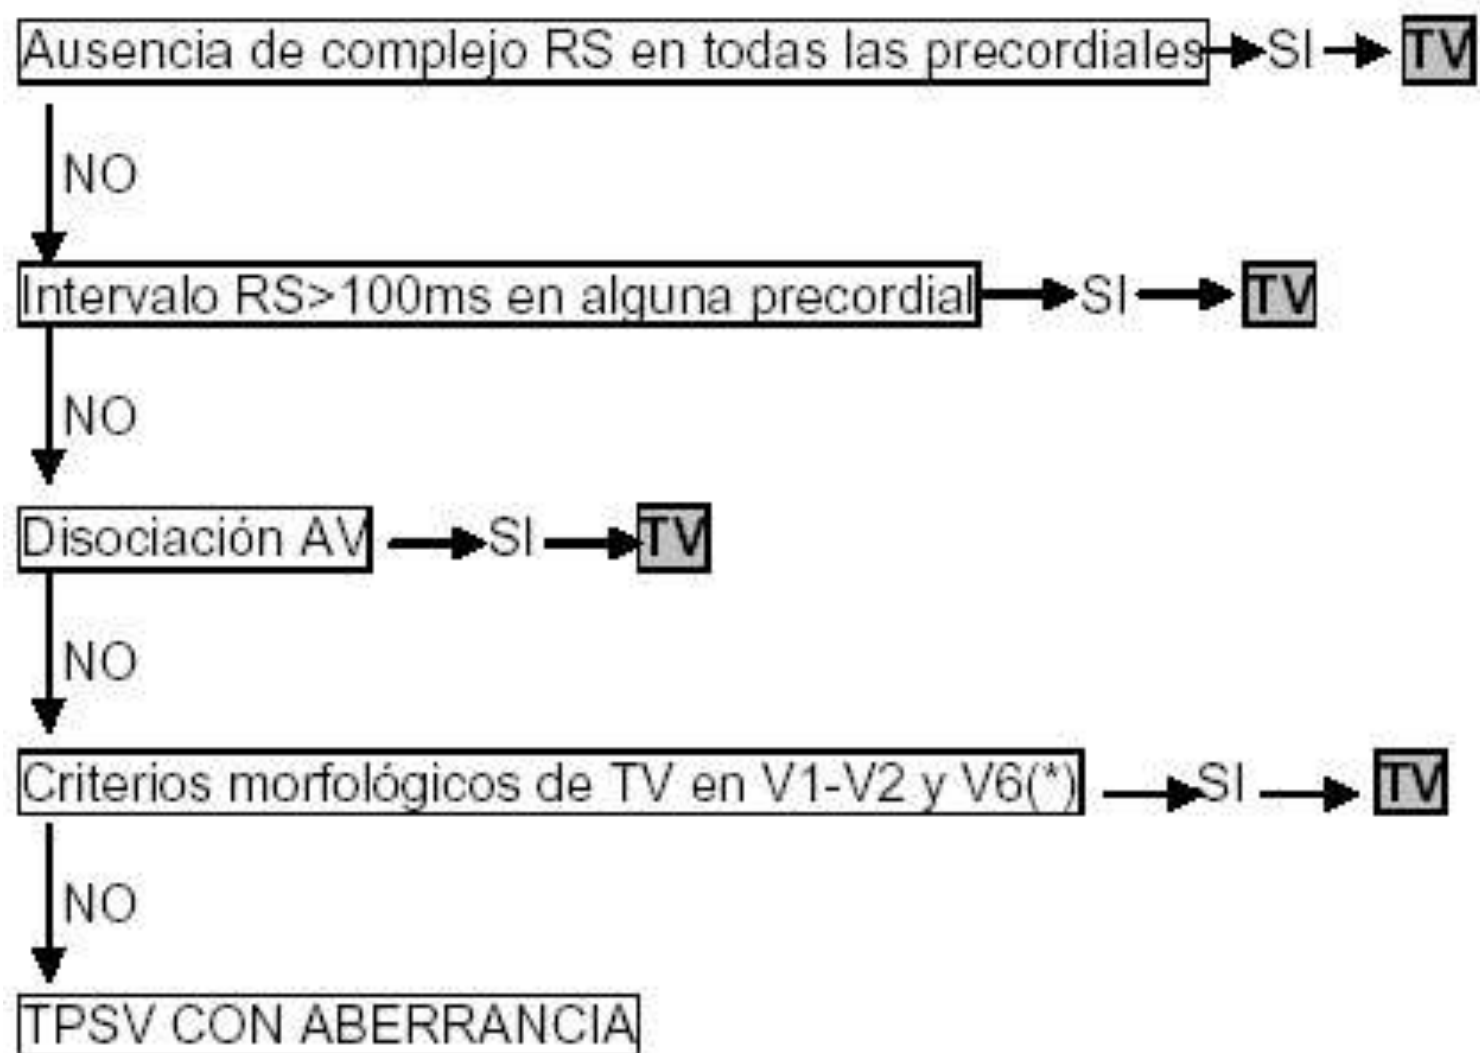 Ausencia de complejo RS en todas las precordiales SI TV
NO
Intervalo RS>100ms en alguna precordial SI TV
NO
Disociación AV SI TV
NO
Criterios morfológicos de TV en V1-V2 y V6(*) SI TV
NO
TPSV CON ABERRANCIA